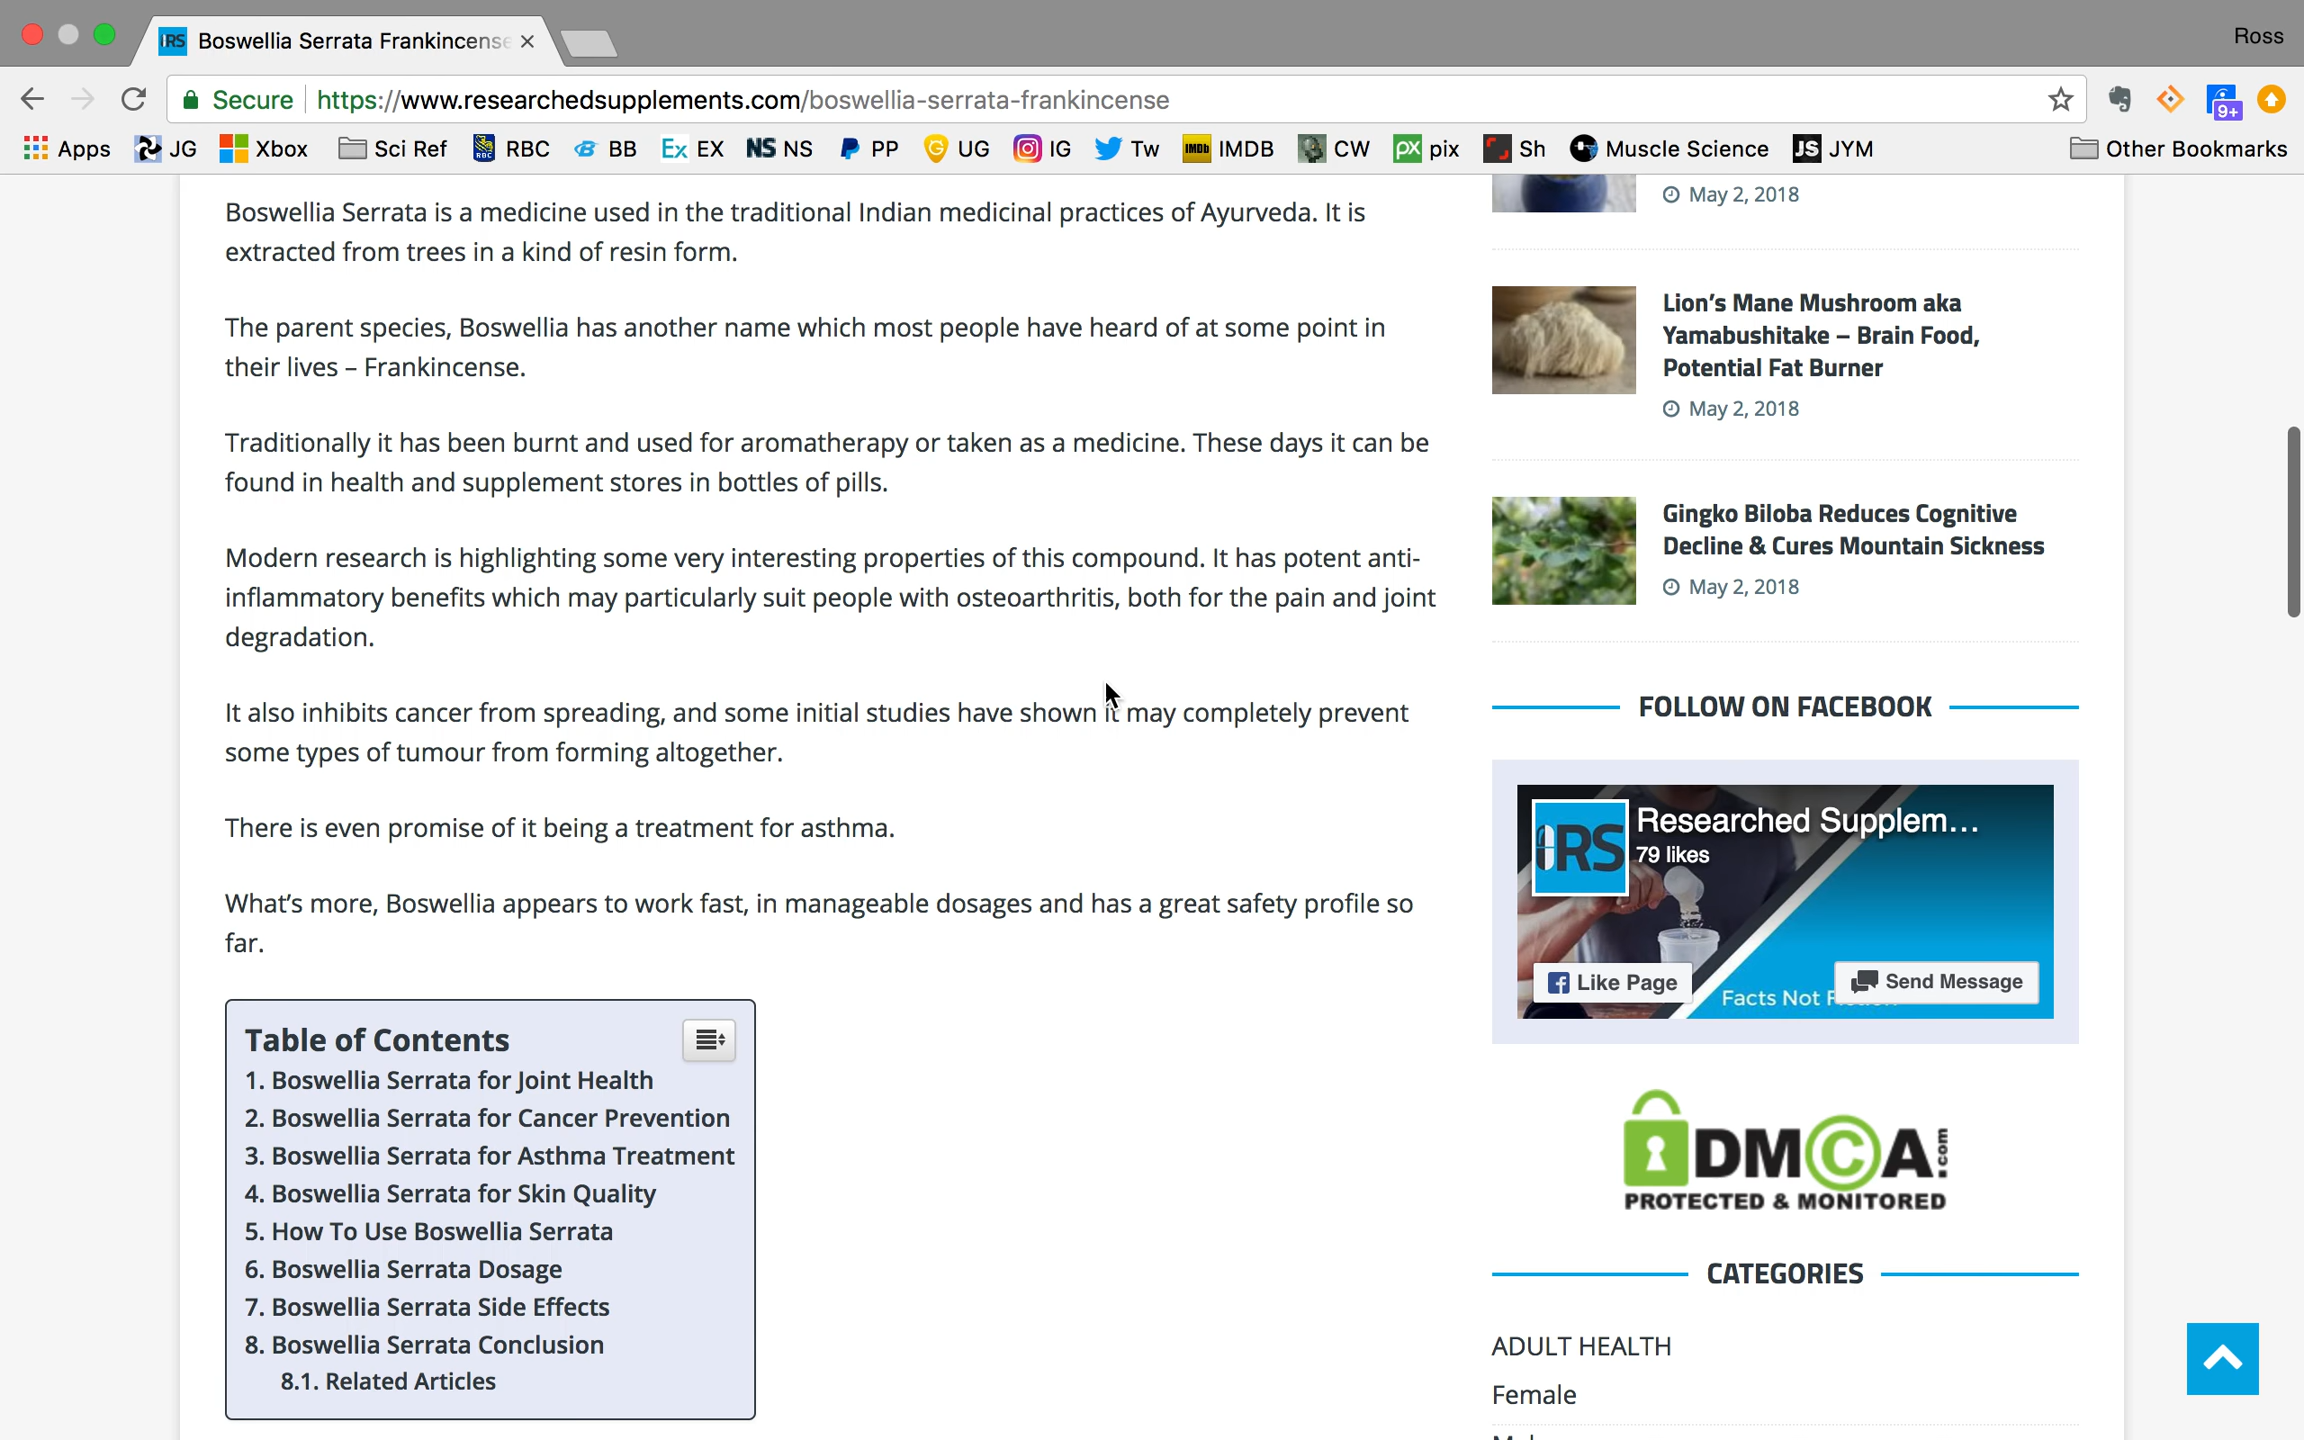 Boswellia Serrata Frankincense
Ross
Secure https://www.researchedsupplements.com/boswellia-serrata-frankincense
9+
Apps JG Xbox Sci Ref RBC BB EX NS PP UG IG Tw IMDB CW pix Sh Muscle Science JYM Other Bookmarks
Boswellia Serrata is a medicine used in the traditional Indian medicinal practices of Ayurveda. It is
extracted from trees in a kind of resin form.
The parent species, Boswellia has another name which most people have heard of at some point in
their lives – Frankincense.
Traditionally it has been burnt and used for aromatherapy or taken as a medicine. These days it can be
found in health and supplement stores in bottles of pills.
Modern research is highlighting some very interesting properties of this compound. It has potent anti-
inflammatory benefits which may particularly suit people with osteoarthritis, both for the pain and joint
degradation.
It also inhibits cancer from spreading, and some initial studies have shown it may completely prevent
some types of tumour from forming altogether.
There is even promise of it being a treatment for asthma.
What's more, Boswellia appears to work fast, in manageable dosages and has a great safety profile so
far.
Table of Contents
1. Boswellia Serrata for Joint Health
2. Boswellia Serrata for Cancer Prevention
3. Boswellia Serrata for Asthma Treatment
4. Boswellia Serrata for Skin Quality
5. How To Use Boswellia Serrata
6. Boswellia Serrata Dosage
7. Boswellia Serrata Side Effects
8. Boswellia Serrata Conclusion
8.1. Related Articles
May 2, 2018
Lion's Mane Mushroom aka
Yamabushitake – Brain Food,
Potential Fat Burner
May 2, 2018
Gingko Biloba Reduces Cognitive
Decline & Cures Mountain Sickness
May 2, 2018
FOLLOW ON FACEBOOK
RS
Researched Supplem...
79 likes
Like Page
Facts Not
Send Message
DMCA.com
PROTECTED & MONITORED
CATEGORIES
ADULT HEALTH
Female